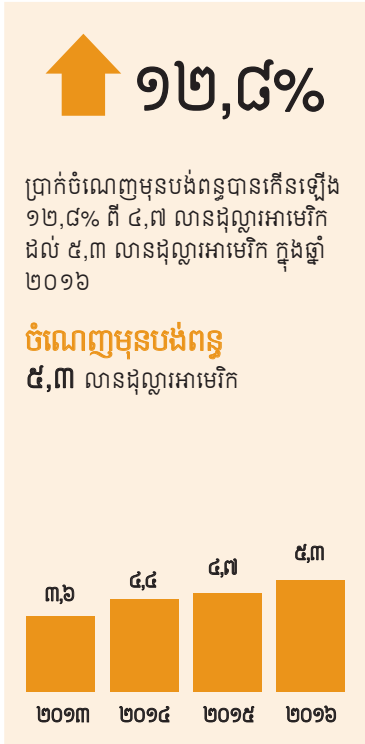 ១២,៨%
ប្រាក់ចំណេញមុនបង់ពន្ធបានកើនឡើង
១២,៨% ពី ៤,៧ លានដុល្លារអាមេរិក
ដល់ ៥,៣ លានដុល្លារអាមេរិក ក្នុងឆ្នាំ
២០១៦
ចំណេញមុនបង់ពន្ធ
៥,៣ លានដុល្លារអាមេរិក
៣,៦ ៤,៤ ៤,៧ ៥,៣
២០១៣ ២០១៤ ២០១៥ ២០១៦